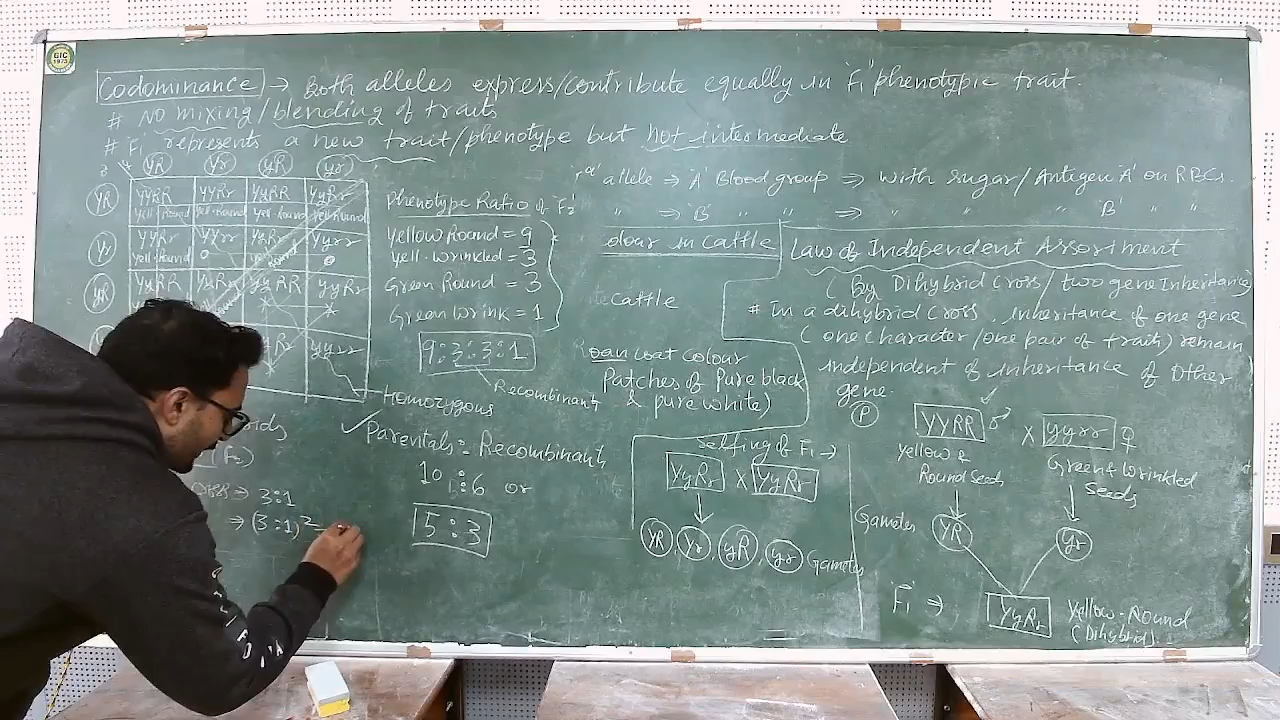 GIC
1973
Codominance → Both alleles express/contribute equally in 'F1' phenotypic trait.
# No mixing/blending of traits
# F1 represents a new trait/phenotype but not intermediate
YR Yr yR yr
YR YYRR YYRr YyRR YyRr
Yell-Round Yell-Round Yell-Round Yell-Round
Yr YYRr YYrr YyRr Yyrr
Yell-Round
yR YyRR YyRr yyRR yyRr
yyRr yyrr
Phenotype Ratio of 'F2'
Yellow Round = 9
Yell-Wrinkled = 3
Green Round = 3
Green Wrink = 1
9:3:3:1
Recombinant
Homozygous
✓ Parentals : Recombinants
10 : 6 or
5 : 3
(F2)
⇒ 3:1
⇒ (3:1)²
allele ⇒ 'A' Blood group ⇒ with sugar/Antigen 'A' on RBCs.
" ⇒ 'B' " " ⇒ " " " 'B' " "
olour in Cattle
Cattle
Roan coat colour
Patches of pure black
& pure white)
Law of Independent Assortment
(By Dihybrid Cross/two gene Inheritance)
# In a dihybrid cross, inheritance of one gene
(one character/one pair of traits) remain
independent of inheritance of other
gene.
P YYRR ♂ X yyrr ♀
yellow & Round seeds
Green & Wrinkled seeds
Gametes YR yr
'F1' ⇒ YyRr Yellow-Round
(Dihybrid)
selfing of F1 →
YyRr X YyRr
YR, Yr, yR, yr Gametes